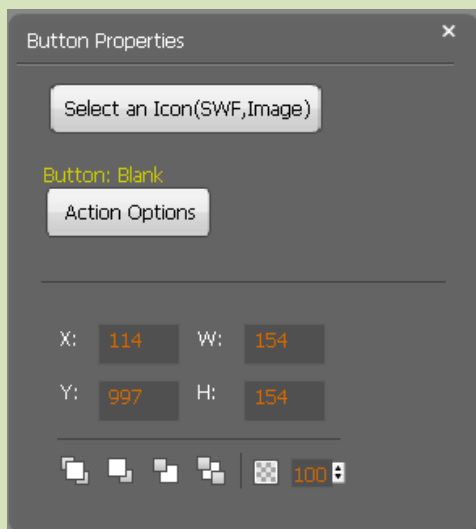 Button Properties
Select an Icon(SWF,Image)
Button: Blank
Action Options
X: 114 W: 154
Y: 997 H: 154
100